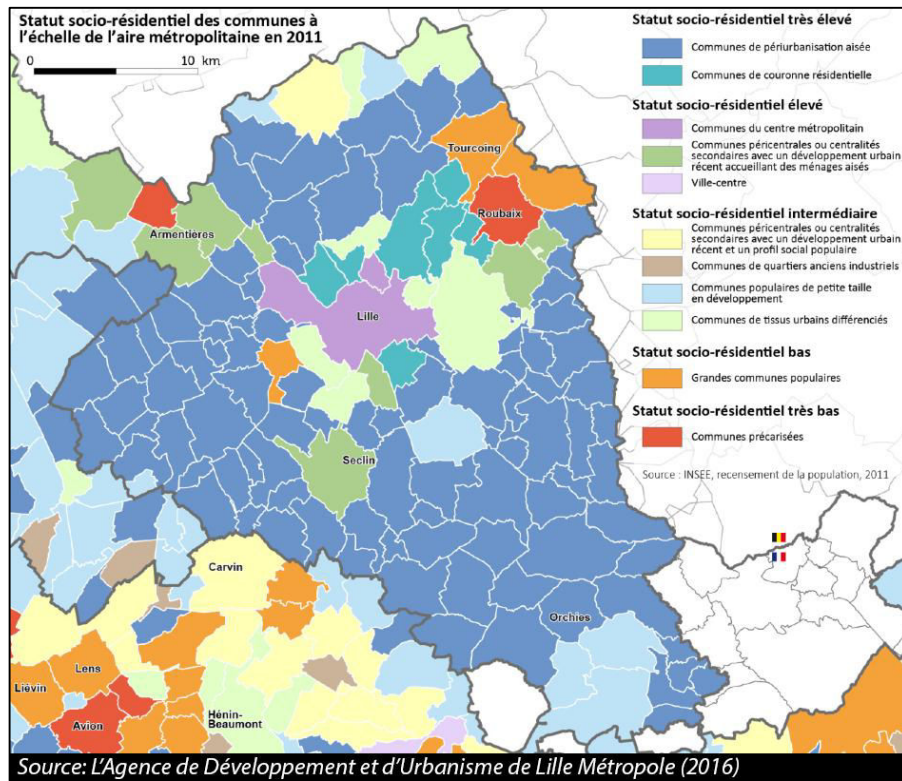 Statut socio-résidentiel des communes à
l'échelle de l'aire métropolitaine en 2011
0 10 km
Tourcoing
Roubaix
Armentières
Lille
Seclin
Carvin
Orchies
Lens
Liévin
Hénin-
Beaumont
Avion
Statut socio-résidentiel très élevé
Communes de périurbanisation aisée
Communes de couronne résidentielle
Statut socio-résidentiel élevé
Communes du centre métropolitain
Communes péricentrales ou centralités
secondaires avec un développement urbain
récent accueillant des ménages aisés
Ville-centre
Statut socio-résidentiel intermédiaire
Communes péricentrales ou centralités
secondaires avec un développement urbain
récent et un profil social populaire
Communes de quartiers anciens industriels
Communes populaires de petite taille
en développement
Communes de tissus urbains différenciés
Statut socio-résidentiel bas
Grandes communes populaires
Statut socio-résidentiel très bas
Communes précarisées
Source : INSEE, recensement de la population, 2011
Source: L'Agence de Développement et d'Urbanisme de Lille Métropole (2016)